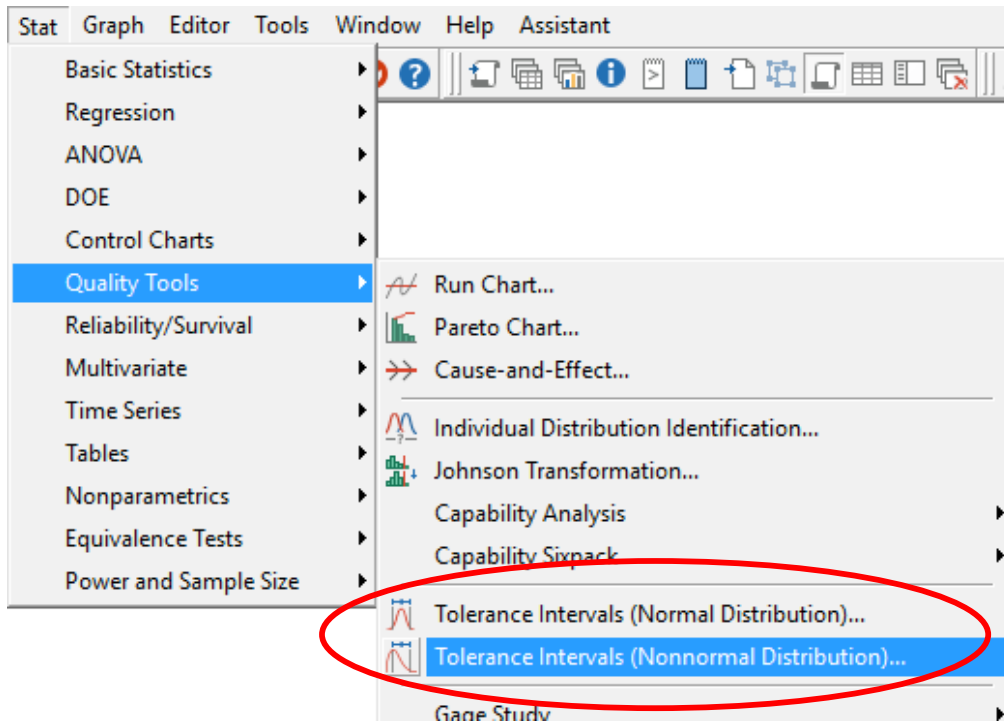 Stat Graph Editor Tools Window Help Assistant
Basic Statistics
Regression
ANOVA
DOE
Control Charts
Quality Tools
Reliability/Survival
Multivariate
Time Series
Tables
Nonparametrics
Equivalence Tests
Power and Sample Size
Run Chart...
Pareto Chart...
Cause-and-Effect...
Individual Distribution Identification...
Johnson Transformation...
Capability Analysis
Capability Sixpack
Tolerance Intervals (Normal Distribution)...
Tolerance Intervals (Nonnormal Distribution)...
Gage Study